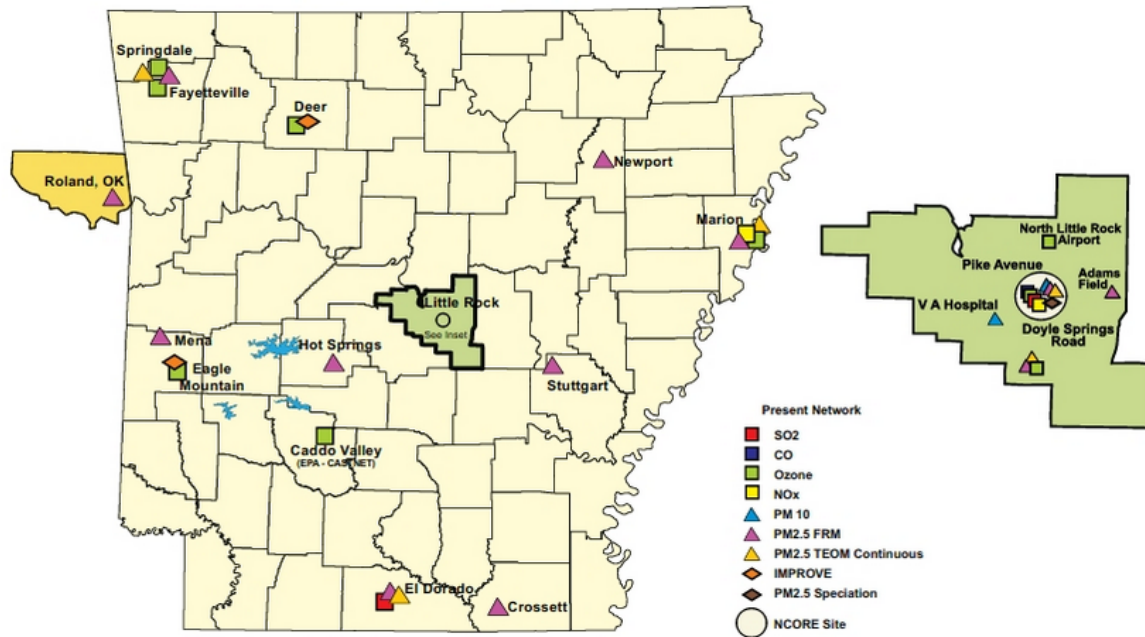 Springdale
Fayetteville
Deer
Newport
Roland, OK
Marion
Little Rock
See Inset
Mena
Hot Springs
Eagle
Mountain
Stuttgart
Caddo Valley
(EPA - CASTNET)
El Dorado
Crossett
North Little Rock
Airport
Pike Avenue
Adams
Field
V A Hospital
Doyle Springs
Road
Present Network
SO2
CO
Ozone
NOx
PM 10
PM2.5 FRM
PM2.5 TEOM Continuous
IMPROVE
PM2.5 Speciation
NCORE Site